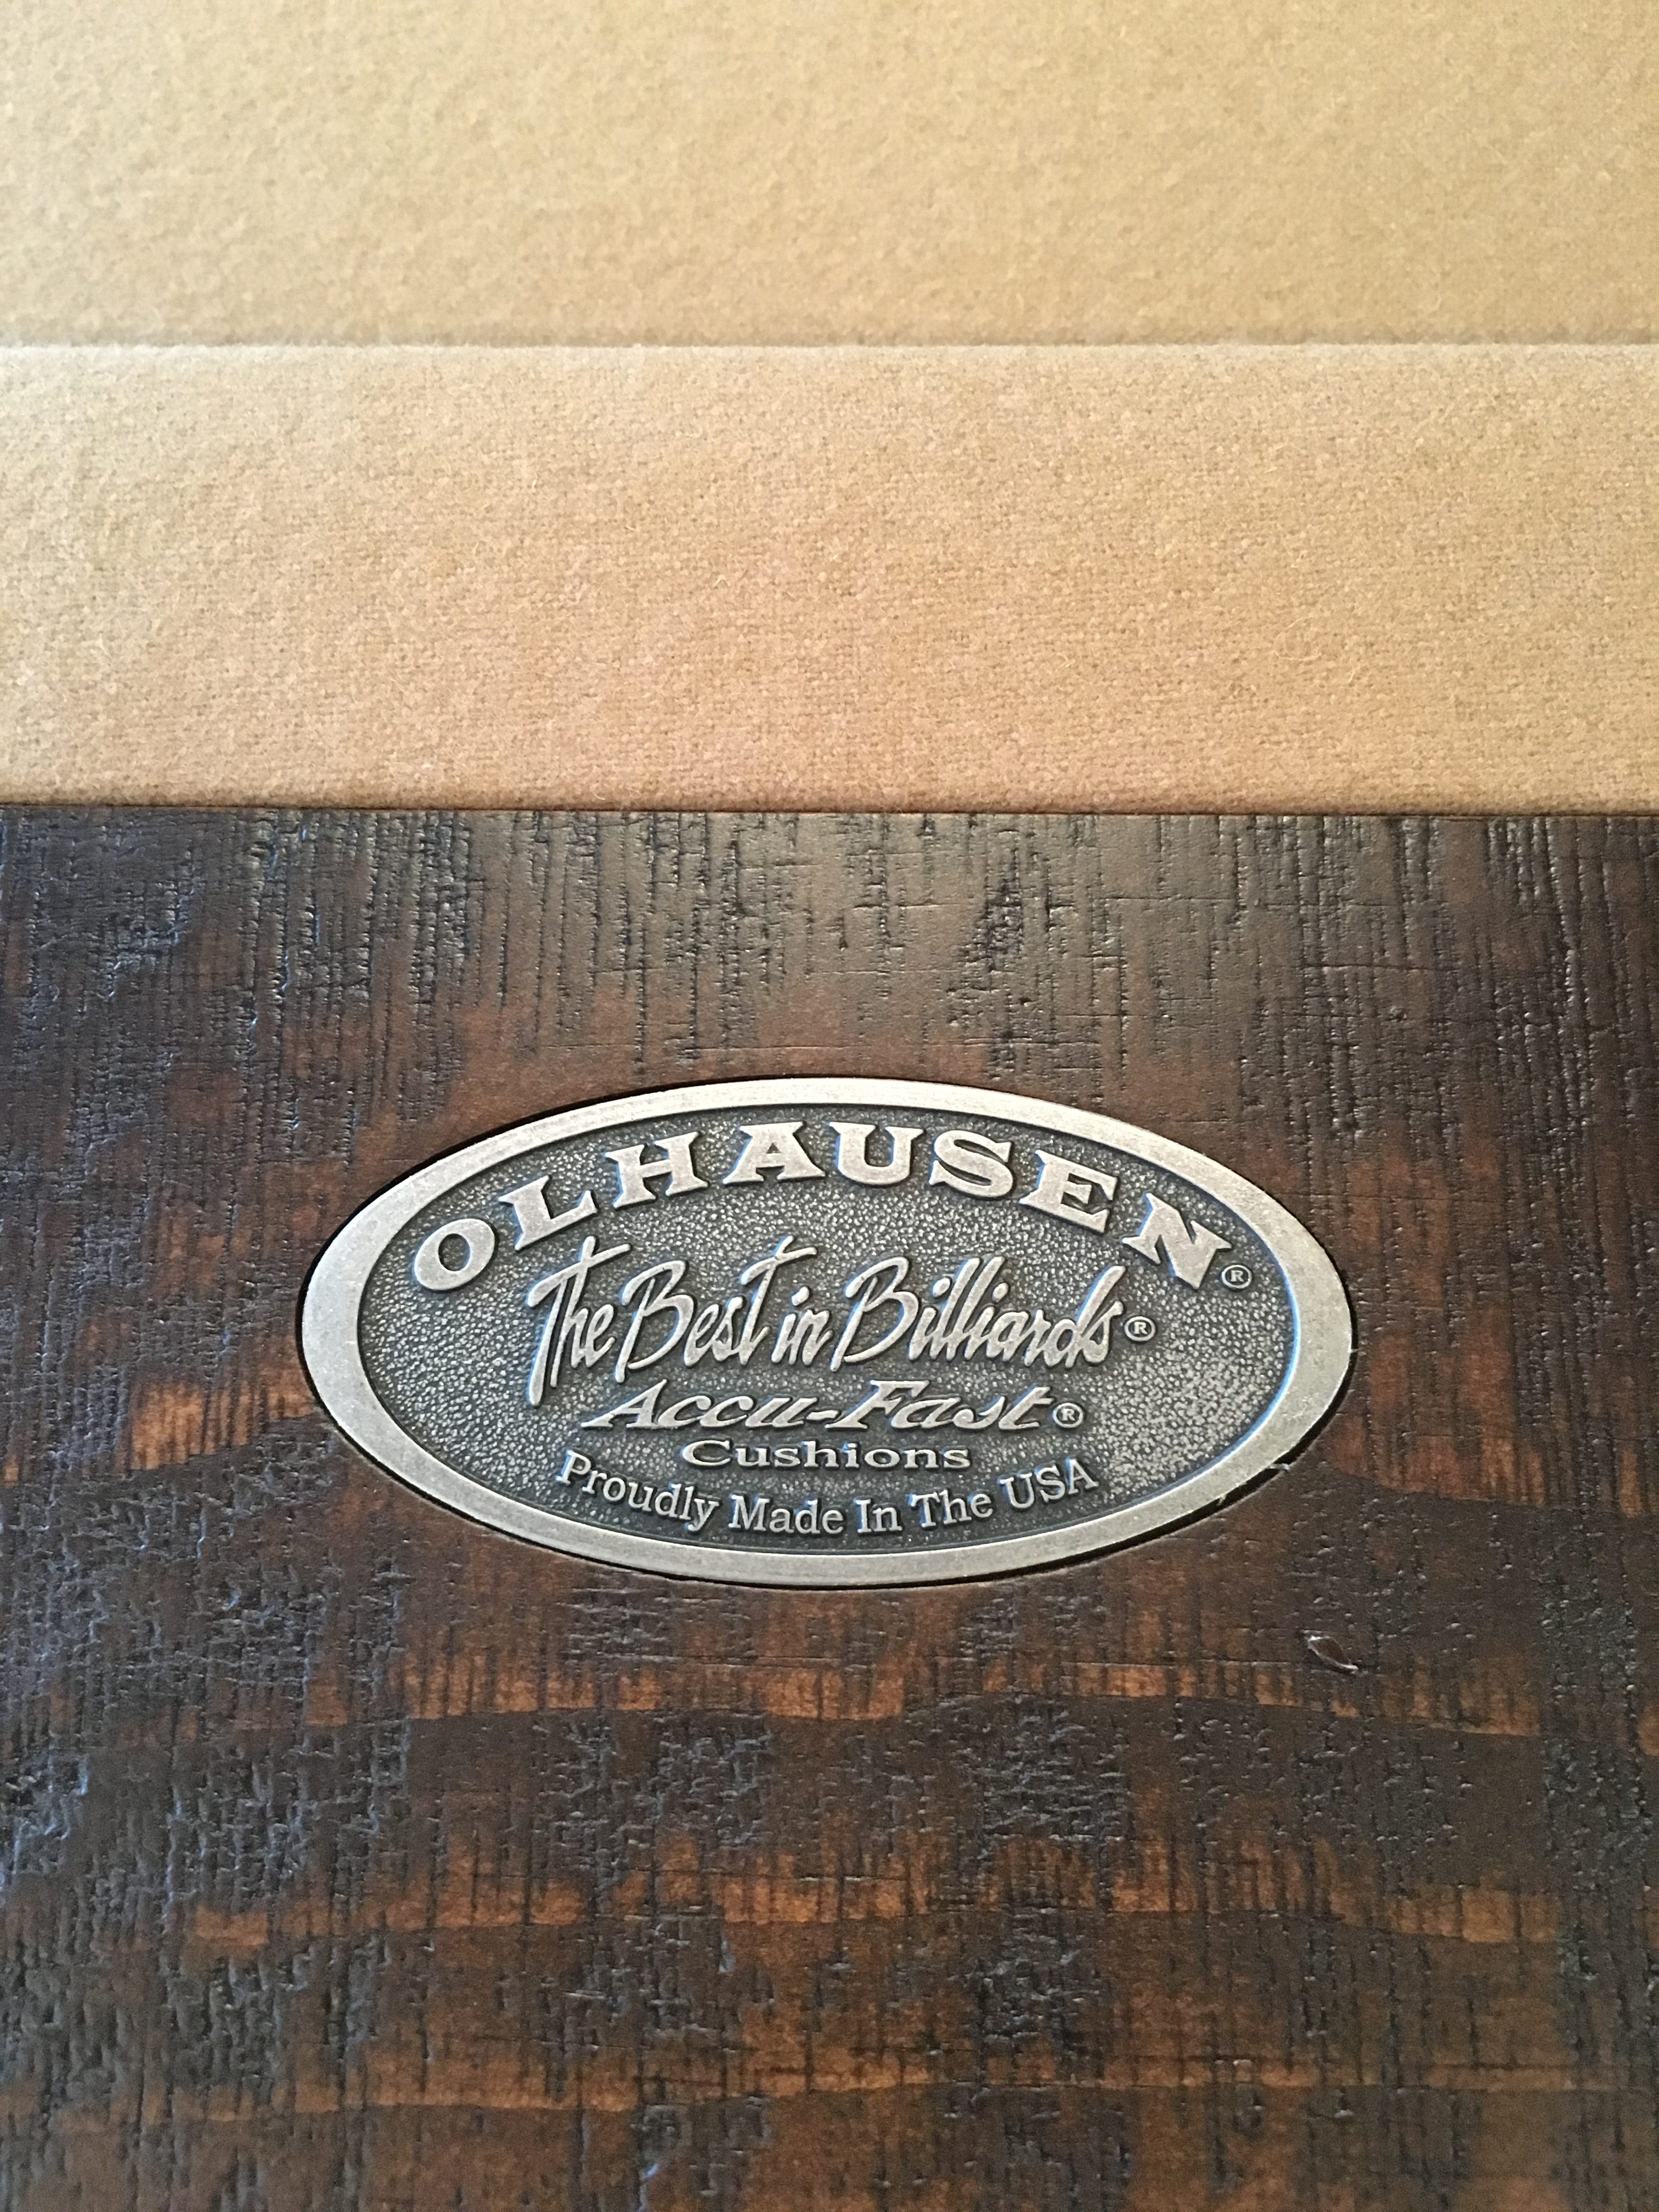 OLHAUSEN®
The Best in Billiards®
Accu-Fast®
Cushions
Proudly Made In The USA